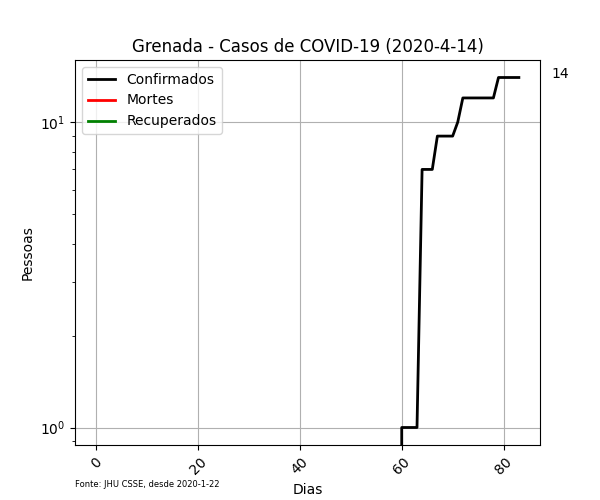 Grenada - Casos de COVID-19 (2020-4-14)
Confirmados
Mortes
Recuperados
14
10¹
10⁰
Pessoas
0 20 40 60 80
Dias
Fonte: JHU CSSE, desde 2020-1-22